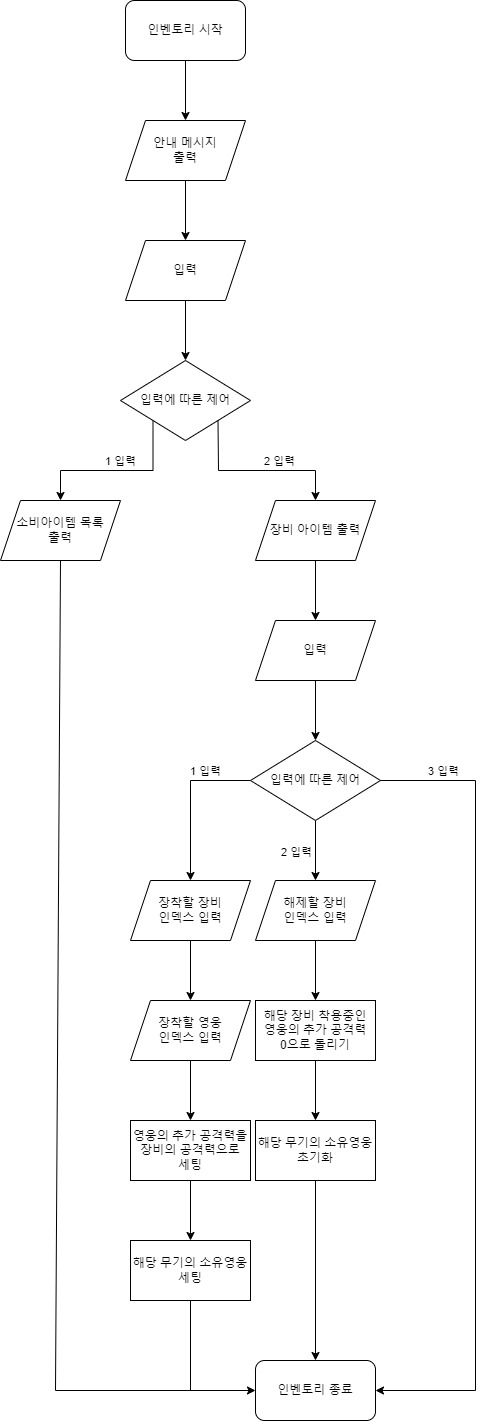 인벤토리 시작
안내 메시지
출력
입력
입력에 따른 제어
1 입력
2 입력
소비아이템 목록
출력
장비 아이템 출력
입력
입력에 따른 제어
1 입력
3 입력
2 입력
장착할 장비
인덱스 입력
해제할 장비
인덱스 입력
장착할 영웅
인덱스 입력
해당 장비 착용중인
영웅의 추가 공격력
0으로 돌리기
영웅의 추가 공격력을
장비의 공격력으로
세팅
해당 무기의 소유영웅
초기화
해당 무기의 소유영웅
세팅
인벤토리 종료